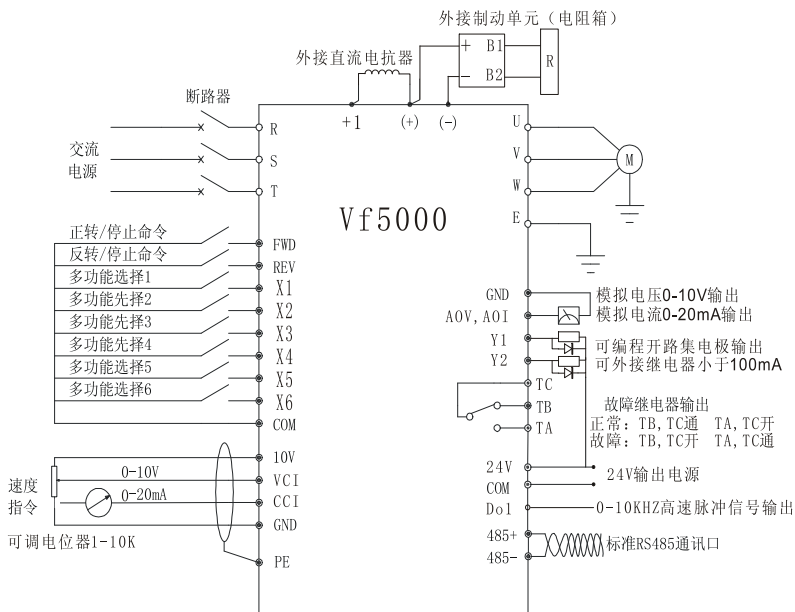 外接制动单元（电阻箱）
外接直流电抗器
+ B1
- B2
R
断路器
+1 (+) (-)
交流
电源
R
S
T
U
V
W
E
M
Vf5000
正转/停止命令 FWD
反转/停止命令 REV
多功能选择1 X1
多功能先择2 X2
多功能先择3 X3
多功能先择4 X4
多功能选择5 X5
多功能选择6 X6
COM
10V
0-10V VCI
0-20mA CCI
GND
PE
速度
指令
可调电位器1-10K
GND 模拟电压0-10V输出
AOV,AOI 模拟电流0-20mA输出
Y1 可编程开路集电极输出
Y2 可外接继电器小于100mA
TC
TB
TA
故障继电器输出
正常：TB,TC通 TA,TC开
故障：TB,TC开 TA,TC通
24V
COM
24V输出电源
Do1 0-10KHZ高速脉冲信号输出
485+
485-
标准RS485通讯口